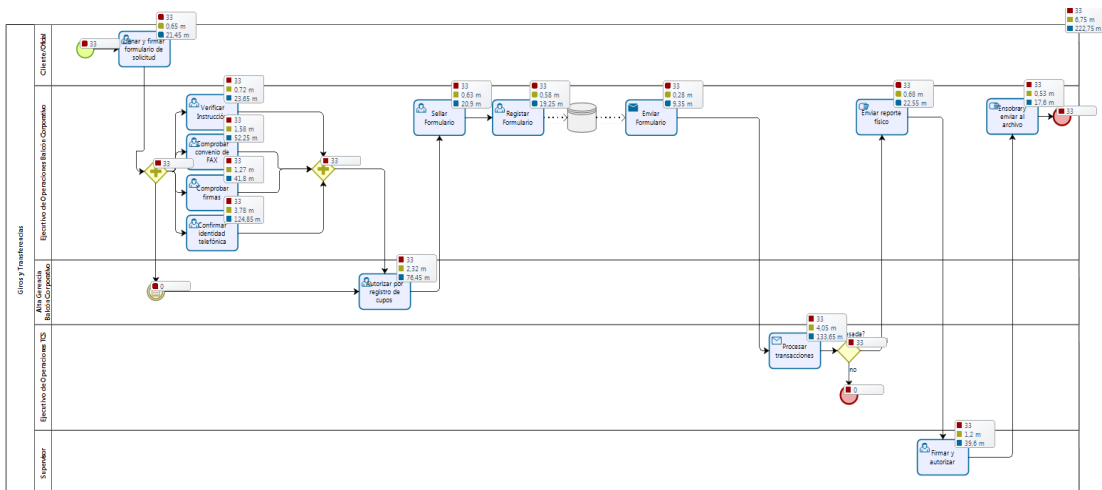 Giros y Transferencias
Cliente/Oficial
33
Llenar y firmar
formulario de
solicitud
33
0,65 m
21,45 m
33
6,75 m
222,75 m
Ejecutivo de Operaciones Balcón Corporativo
33
Verificar
Instrucción
33
0,72 m
23,65 m
Comprobar
convenio de
FAX
33
1,58 m
52,25 m
Comprobar
firmas
33
1,27 m
41,8 m
Confirmar
identidad
telefónica
33
3,78 m
124,85 m
33
Sellar
Formulario
33
0,63 m
20,9 m
Registrar
Formulario
33
0,58 m
19,25 m
Enviar
Formulario
33
0,28 m
9,35 m
Enviar reporte
físico
33
0,68 m
22,55 m
Ensobrar y
enviar al
archivo
33
0,53 m
17,6 m
33
Alta Gerencia
Balcón Corporativo
0
Autorizar por
registro de
cupos
33
2,32 m
76,45 m
Ejecutivo de Operaciones TCS
Procesar
transacciones
33
4,05 m
133,65 m
33
no
0
Supervisor
Firmar y
autorizar
33
1,2 m
39,6 m